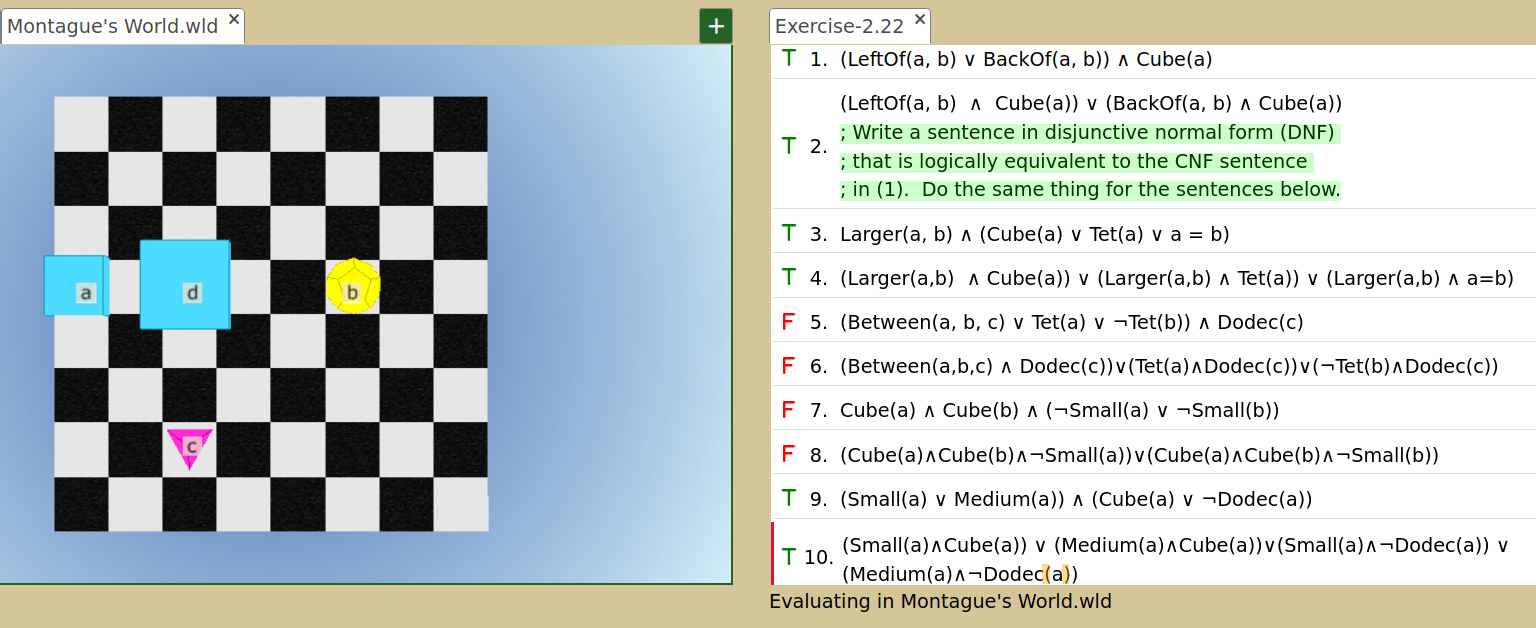 Montague's World.wld ×
+
Exercise-2.22 ×
a
d
b
c
T 1. (LeftOf(a, b) ∨ BackOf(a, b)) ∧ Cube(a)
(LeftOf(a, b)  ∧  Cube(a)) ∨ (BackOf(a, b) ∧ Cube(a))
; Write a sentence in disjunctive normal form (DNF)
T 2.
; that is logically equivalent to the CNF sentence
; in (1).  Do the same thing for the sentences below.
T 3. Larger(a, b) ∧ (Cube(a) ∨ Tet(a) ∨ a = b)
T 4. (Larger(a,b)  ∧ Cube(a)) ∨ (Larger(a,b) ∧ Tet(a)) ∨ (Larger(a,b) ∧ a=b)
F 5. (Between(a, b, c) ∨ Tet(a) ∨ ¬Tet(b)) ∧ Dodec(c)
F 6. (Between(a,b,c) ∧ Dodec(c))∨(Tet(a)∧Dodec(c))∨(¬Tet(b)∧Dodec(c))
F 7. Cube(a) ∧ Cube(b) ∧ (¬Small(a) ∨ ¬Small(b))
F 8. (Cube(a)∧Cube(b)∧¬Small(a))∨(Cube(a)∧Cube(b)∧¬Small(b))
T 9. (Small(a) ∨ Medium(a)) ∧ (Cube(a) ∨ ¬Dodec(a))
T 10. (Small(a)∧Cube(a)) ∨ (Medium(a)∧Cube(a))∨(Small(a)∧¬Dodec(a)) ∨
(Medium(a)∧¬Dodec(a))
Evaluating in Montague's World.wld